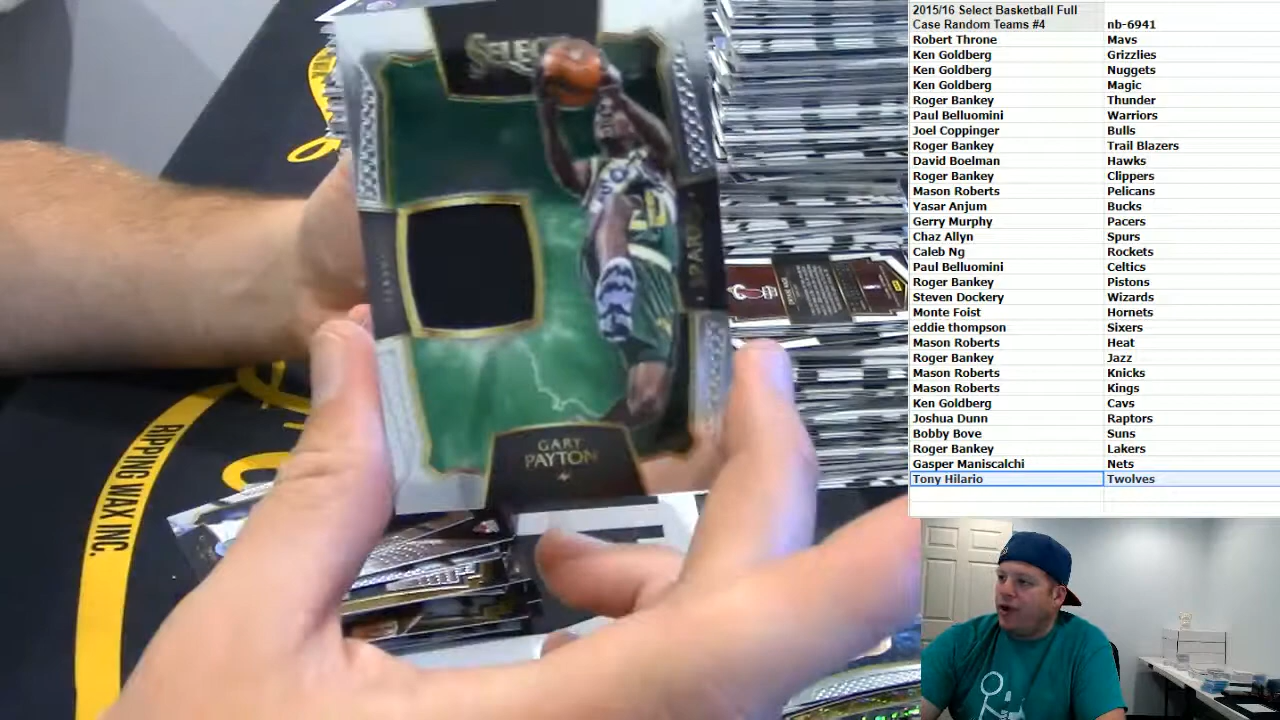 SELECT
GARY
PAYTON
RIPPING WAX INC.
2015/16 Select Basketball Full
Case Random Teams #4 nb-6941
Robert Throne Mavs
Ken Goldberg Grizzlies
Ken Goldberg Nuggets
Ken Goldberg Magic
Roger Bankey Thunder
Paul Belluomini Warriors
Joel Coppinger Bulls
Roger Bankey Trail Blazers
David Boelman Hawks
Roger Bankey Clippers
Mason Roberts Pelicans
Yasar Anjum Bucks
Gerry Murphy Pacers
Chaz Allyn Spurs
Caleb Ng Rockets
Paul Belluomini Celtics
Roger Bankey Pistons
Steven Dockery Wizards
Monte Foist Hornets
eddie thompson Sixers
Mason Roberts Heat
Roger Bankey Jazz
Mason Roberts Knicks
Mason Roberts Kings
Ken Goldberg Cavs
Joshua Dunn Raptors
Bobby Bove Suns
Roger Bankey Lakers
Gasper Maniscalchi Nets
Tony Hilario Twolves